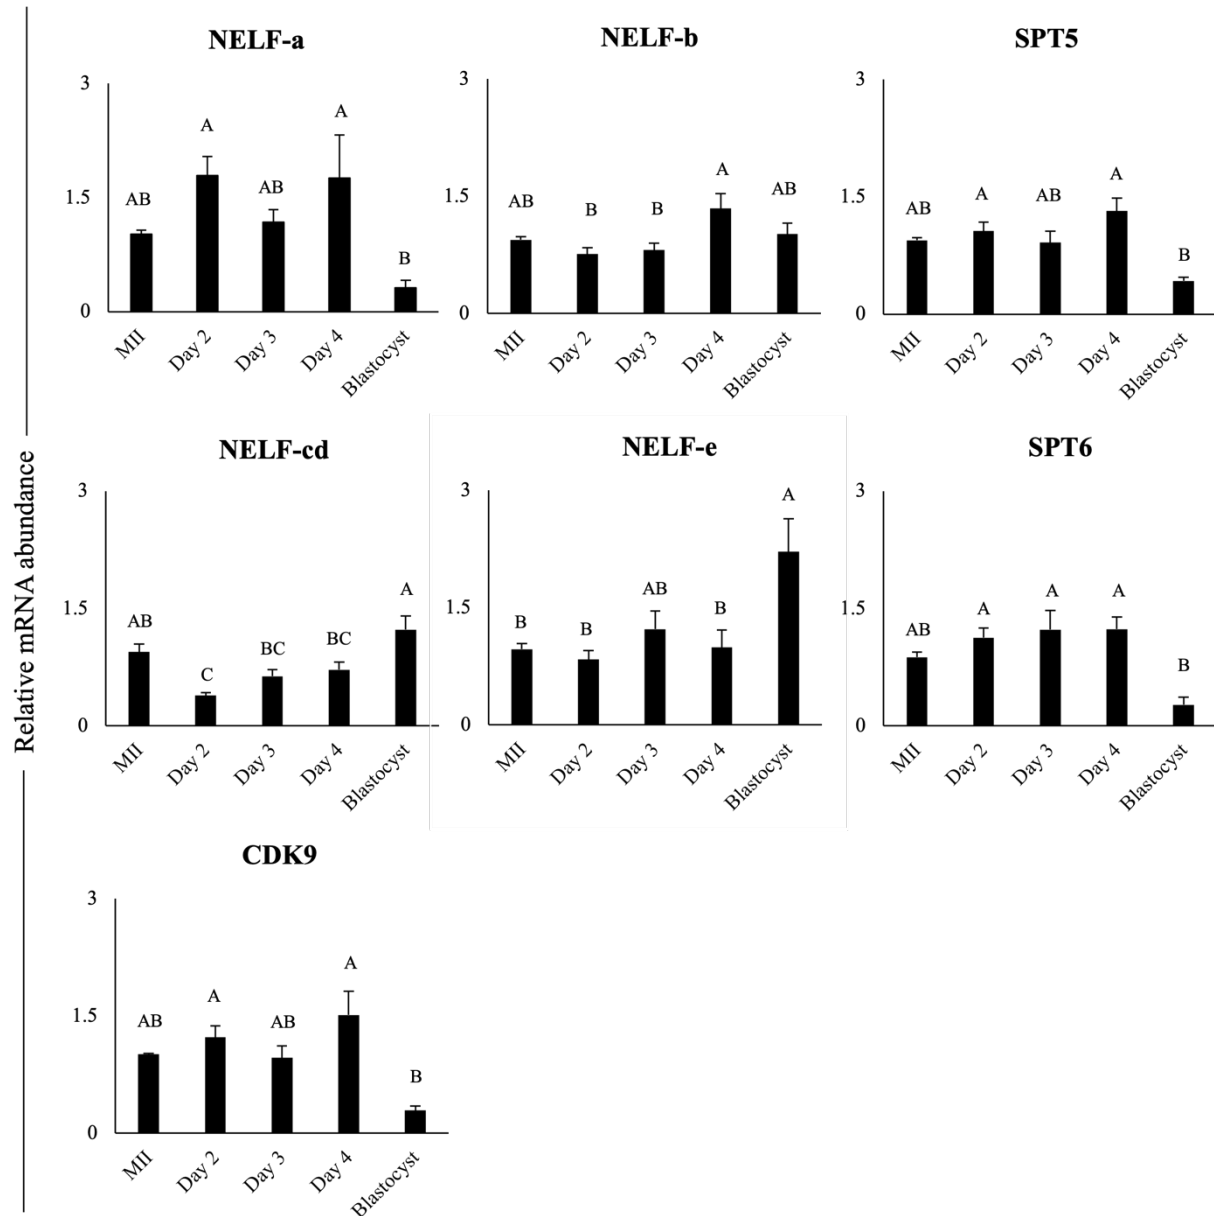 Relative mRNA abundance
NELF-a
3
1.5
0
AB
A
AB
A
B
MII
Day 2
Day 3
Day 4
Blastocyst
NELF-b
3
1.5
0
AB
B
B
A
AB
MII
Day 2
Day 3
Day 4
Blastocyst
SPT5
3
1.5
0
AB
A
AB
A
B
MII
Day 2
Day 3
Day 4
Blastocyst
NELF-cd
3
1.5
0
AB
C
BC
BC
A
MII
Day 2
Day 3
Day 4
Blastocyst
NELF-e
3
1.5
0
B
B
AB
B
A
MII
Day 2
Day 3
Day 4
Blastocyst
SPT6
3
1.5
0
AB
A
A
A
B
MII
Day 2
Day 3
Day 4
Blastocyst
CDK9
3
1.5
0
AB
A
AB
A
B
MII
Day 2
Day 3
Day 4
Blastocyst